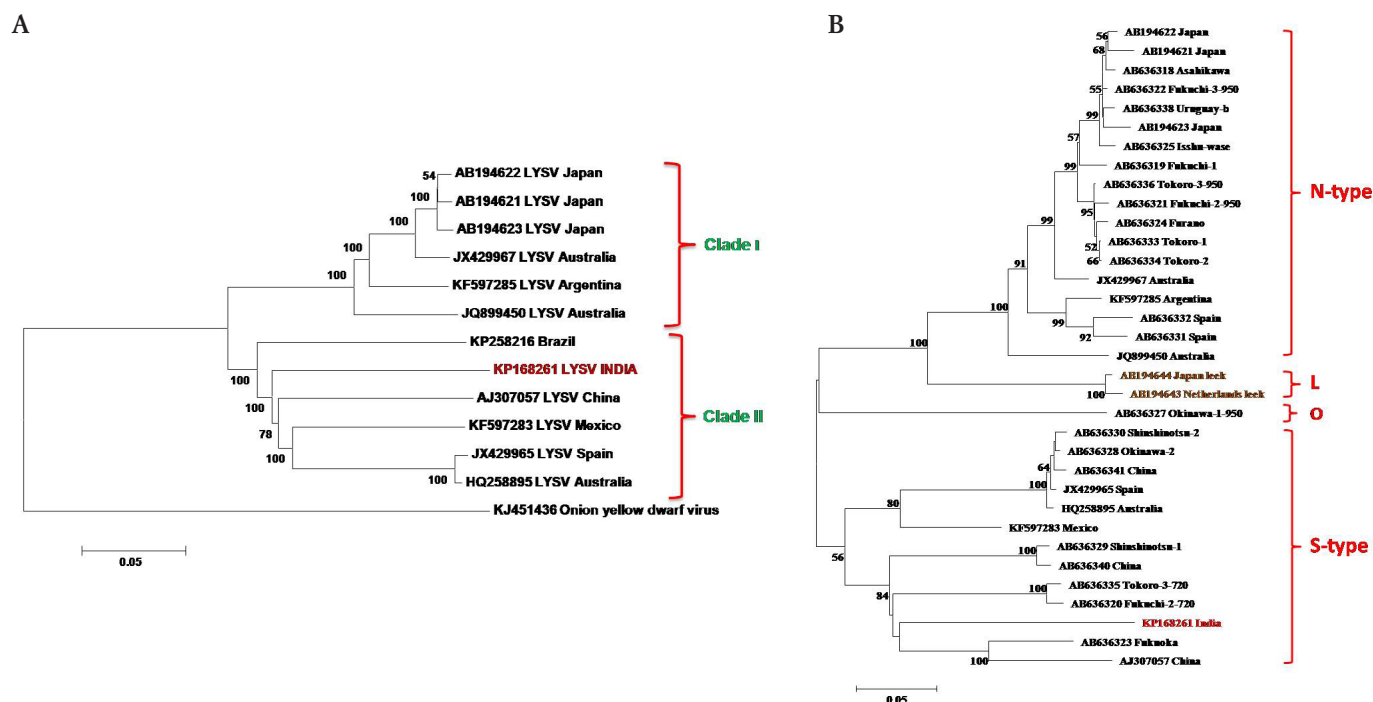 A
54
AB194622 LYSV Japan
100
AB194621 LYSV Japan
100
AB194623 LYSV Japan
100
JX429967 LYSV Australia
100
KF597285 LYSV Argentina
JQ899450 LYSV Australia
Clade I
KP258216 Brazil
100
KP168261 LYSV INDIA
100
AJ307057 LYSV China
78
KF597283 LYSV Mexico
100
JX429965 LYSV Spain
100
HQ258895 LYSV Australia
Clade II
KJ451436 Onion yellow dwarf virus
0.05
B
56
AB194622 Japan
68
AB194621 Japan
AB636318 Asahikawa
55
AB636322 Fukuchi-3-950
AB636338 Uruguay-b
99
AB194623 Japan
57
AB636325 Isshu-wase
99
AB636319 Fukuchi-1
AB636336 Tokoro-3-950
95
AB636321 Fukuchi-2-950
99
AB636324 Furano
52
AB636333 Tokoro-1
66
AB636334 Tokoro-2
91
JX429967 Australia
KF597285 Argentina
99
AB636332 Spain
92
AB636331 Spain
100
JQ899450 Australia
N-type
100
AB194644 Japan leek
100
AB194643 Netherlands leek
L
AB636327 Okinawa-1-950
O
AB636330 Shinshinotsu-2
AB636328 Okinawa-2
64
AB636341 China
100
JX429965 Spain
HQ258895 Australia
80
KF597283 Mexico
56
100
AB636329 Shinshinotsu-1
AB636340 China
100
AB636335 Tokoro-3-720
84
AB636320 Fukuchi-2-720
KP168261 India
AB636323 Fukuoka
100
AJ307057 China
S-type
0.05